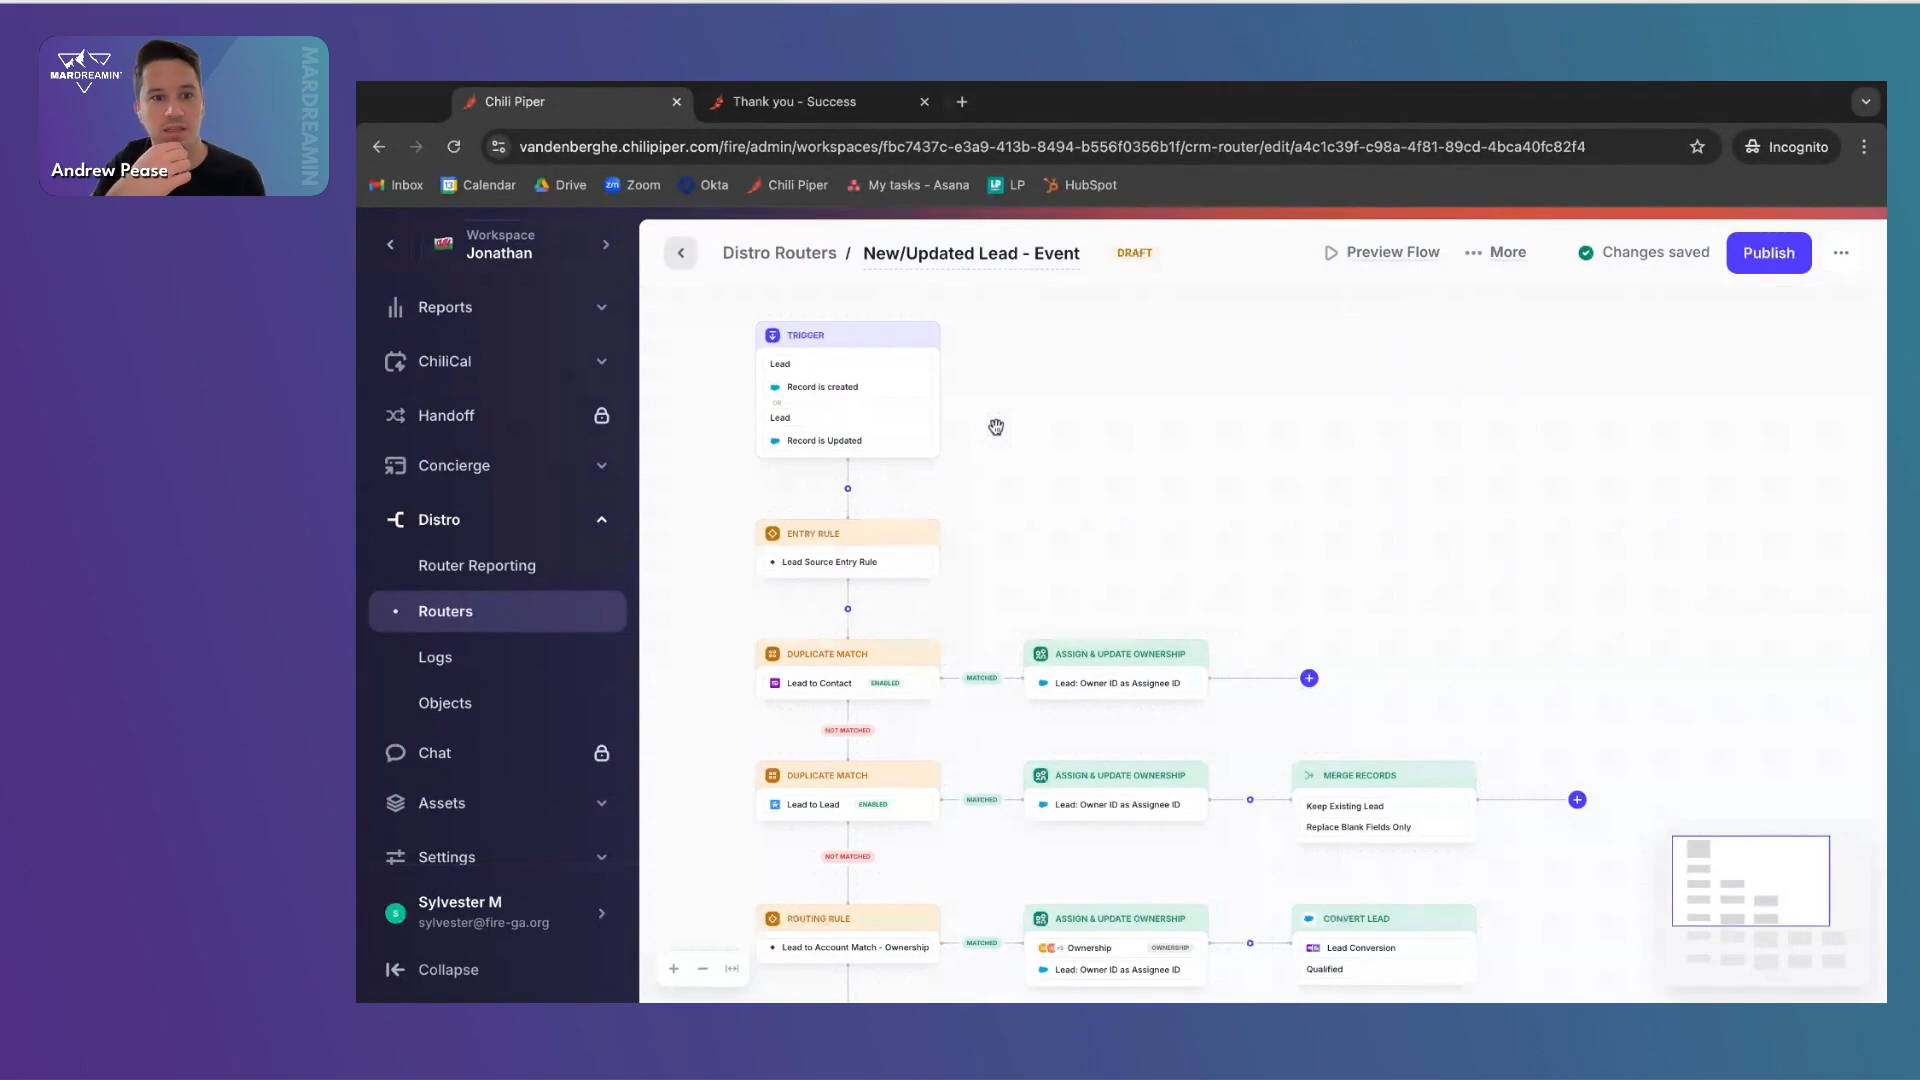 MARDREAMIN'
MARDREAMIN
Andrew Pease
Chili Piper
Thank you - Success
vandenberghe.chilipiper.com/fire/admin/workspaces/fbc7437c-e3a9-413b-8494-b556f0356b1f/crm-router/edit/a4c1c39f-c98a-4f81-89cd-4bca40fc82f4
Incognito
Inbox
Calendar
Drive
Zoom
Okta
Chili Piper
My tasks - Asana
LP
HubSpot
Workspace
Jonathan
Reports
ChiliCal
Handoff
Concierge
Distro
Router Reporting
Routers
Logs
Objects
Chat
Assets
Settings
Sylvester M
sylvester@fire-ga.org
Collapse
Distro Routers / New/Updated Lead - Event DRAFT
Preview Flow
More
Changes saved
Publish
TRIGGER
Lead
Record is created
OR
Lead
Record is Updated
ENTRY RULE
Lead Source Entry Rule
DUPLICATE MATCH
Lead to Contact ENABLED
MATCHED
ASSIGN & UPDATE OWNERSHIP
Lead: Owner ID as Assignee ID
NOT MATCHED
DUPLICATE MATCH
Lead to Lead ENABLED
MATCHED
ASSIGN & UPDATE OWNERSHIP
Lead: Owner ID as Assignee ID
MERGE RECORDS
Keep Existing Lead
Replace Blank Fields Only
NOT MATCHED
ROUTING RULE
Lead to Account Match - Ownership
MATCHED
ASSIGN & UPDATE OWNERSHIP
Ownership OWNERSHIP
Lead: Owner ID as Assignee ID
CONVERT LEAD
Lead Conversion
Qualified